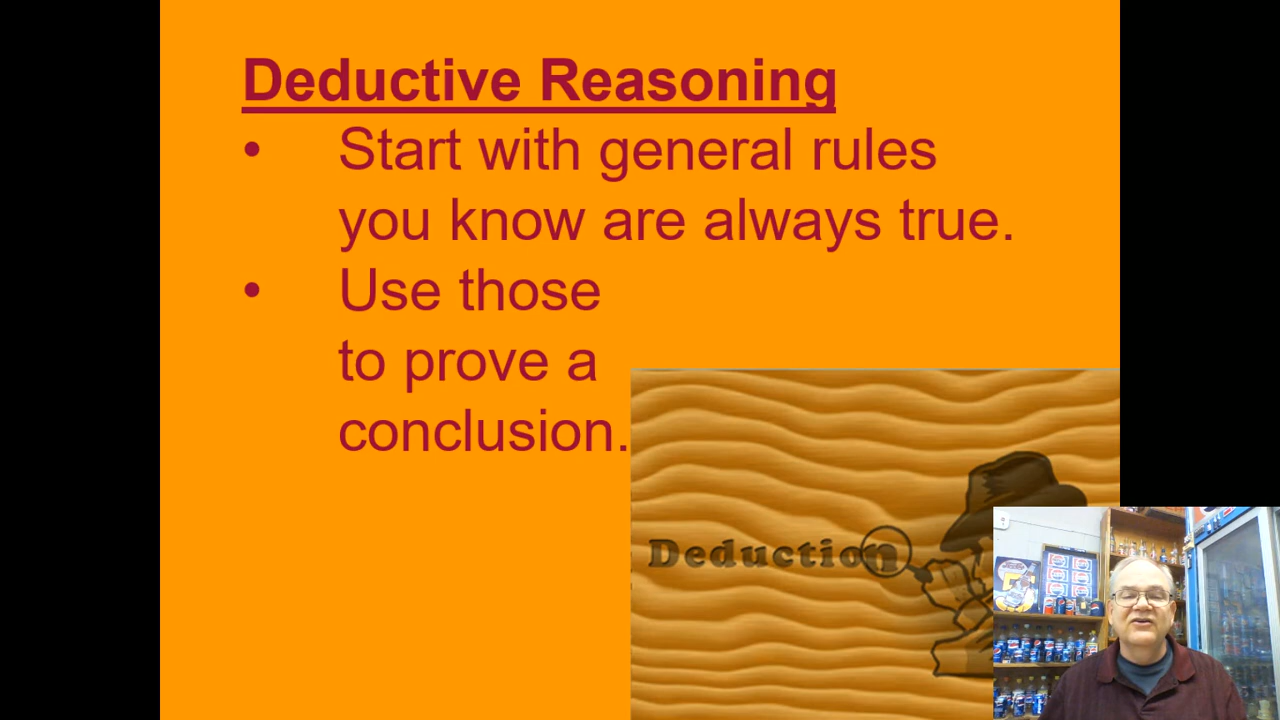 Deductive Reasoning
• Start with general rules
you know are always true.
• Use those
to prove a
conclusion.
Deduction